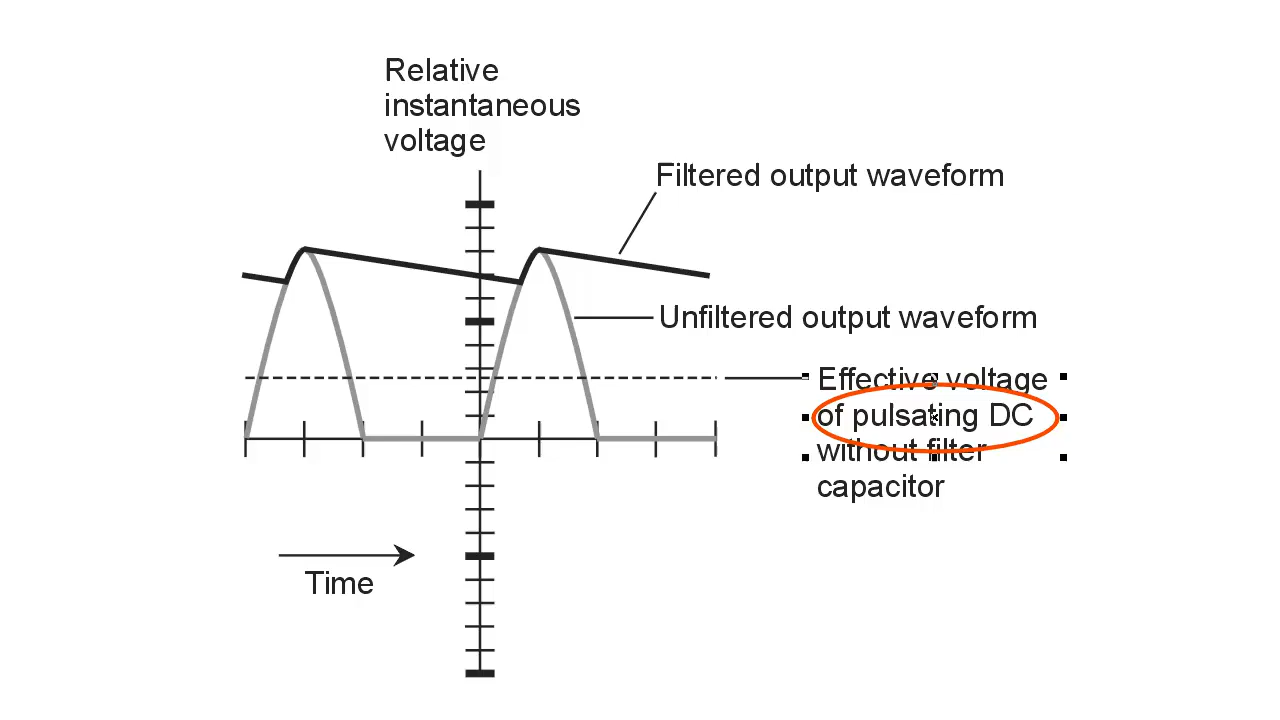 Relative
instantaneous
voltage
Filtered output waveform
Unfiltered output waveform
Effective voltage
of pulsating DC
without filter
capacitor
Time